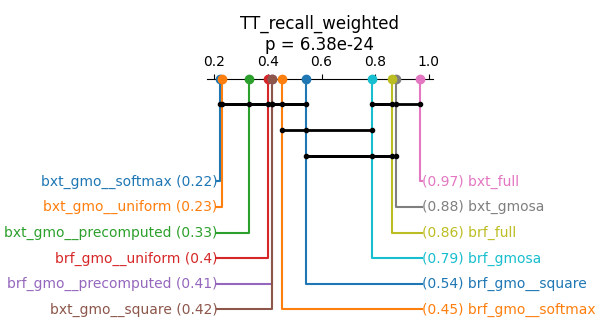 TT_recall_weighted
p = 6.38e-24
0.2 0.4 0.6 0.8 1.0
bxt_gmo__softmax (0.22) (0.97) bxt_full
bxt_gmo__uniform (0.23) (0.88) bxt_gmosa
bxt_gmo__precomputed (0.33) (0.86) brf_full
brf_gmo__uniform (0.4) (0.79) brf_gmosa
brf_gmo__precomputed (0.41) (0.54) brf_gmo__square
bxt_gmo__square (0.42) (0.45) brf_gmo__softmax